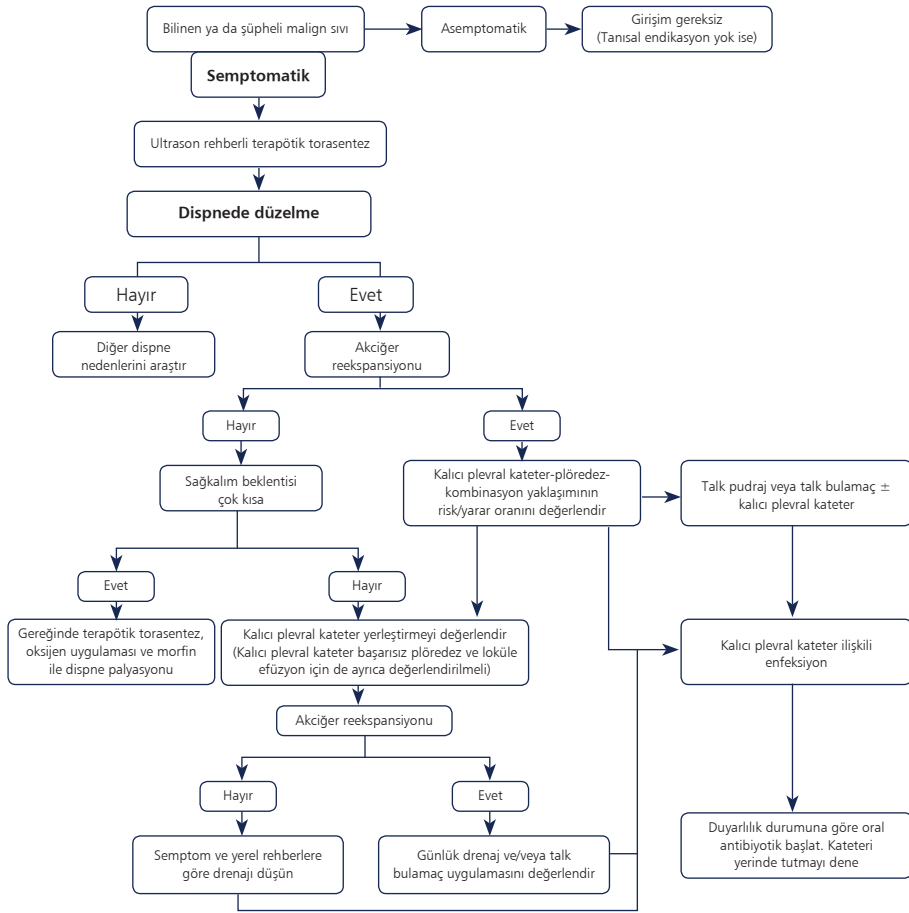 Bilinen ya da şüpheli malign sıvı
Asemptomatik
Girişim gereksiz
(Tanısal endikasyon yok ise)
Semptomatik
Ultrason rehberli terapötik torasentez
Dispnede düzelme
Hayır
Evet
Diğer dispne
nedenlerini araştır
Akciğer
reekspansiyonu
Hayır
Evet
Sağkalım beklentisi
çok kısa
Kalıcı plevral kateter-plöredez-
kombinasyon yaklaşımının
risk/yarar oranını değerlendir
Talk pudraj veya talk bulamaç ±
kalıcı plevral kateter
Evet
Hayır
Gereğinde terapötik torasentez,
oksijen uygulaması ve morfin
ile dispne palyasyonu
Kalıcı plevral kateter yerleştirmeyi değerlendir
(Kalıcı plevral kateter başarısız plöredez ve loküle
efüzyon için de ayrıca değerlendirilmeli)
Kalıcı plevral kateter ilişkili
enfeksiyon
Akciğer reekspansiyonu
Hayır
Evet
Semptom ve yerel rehberlere
göre drenajı düşün
Günlük drenaj ve/veya talk
bulamaç uygulamasını değerlendir
Duyarlılık durumuna göre oral
antibiyotik başlat. Kateteri
yerinde tutmayı dene